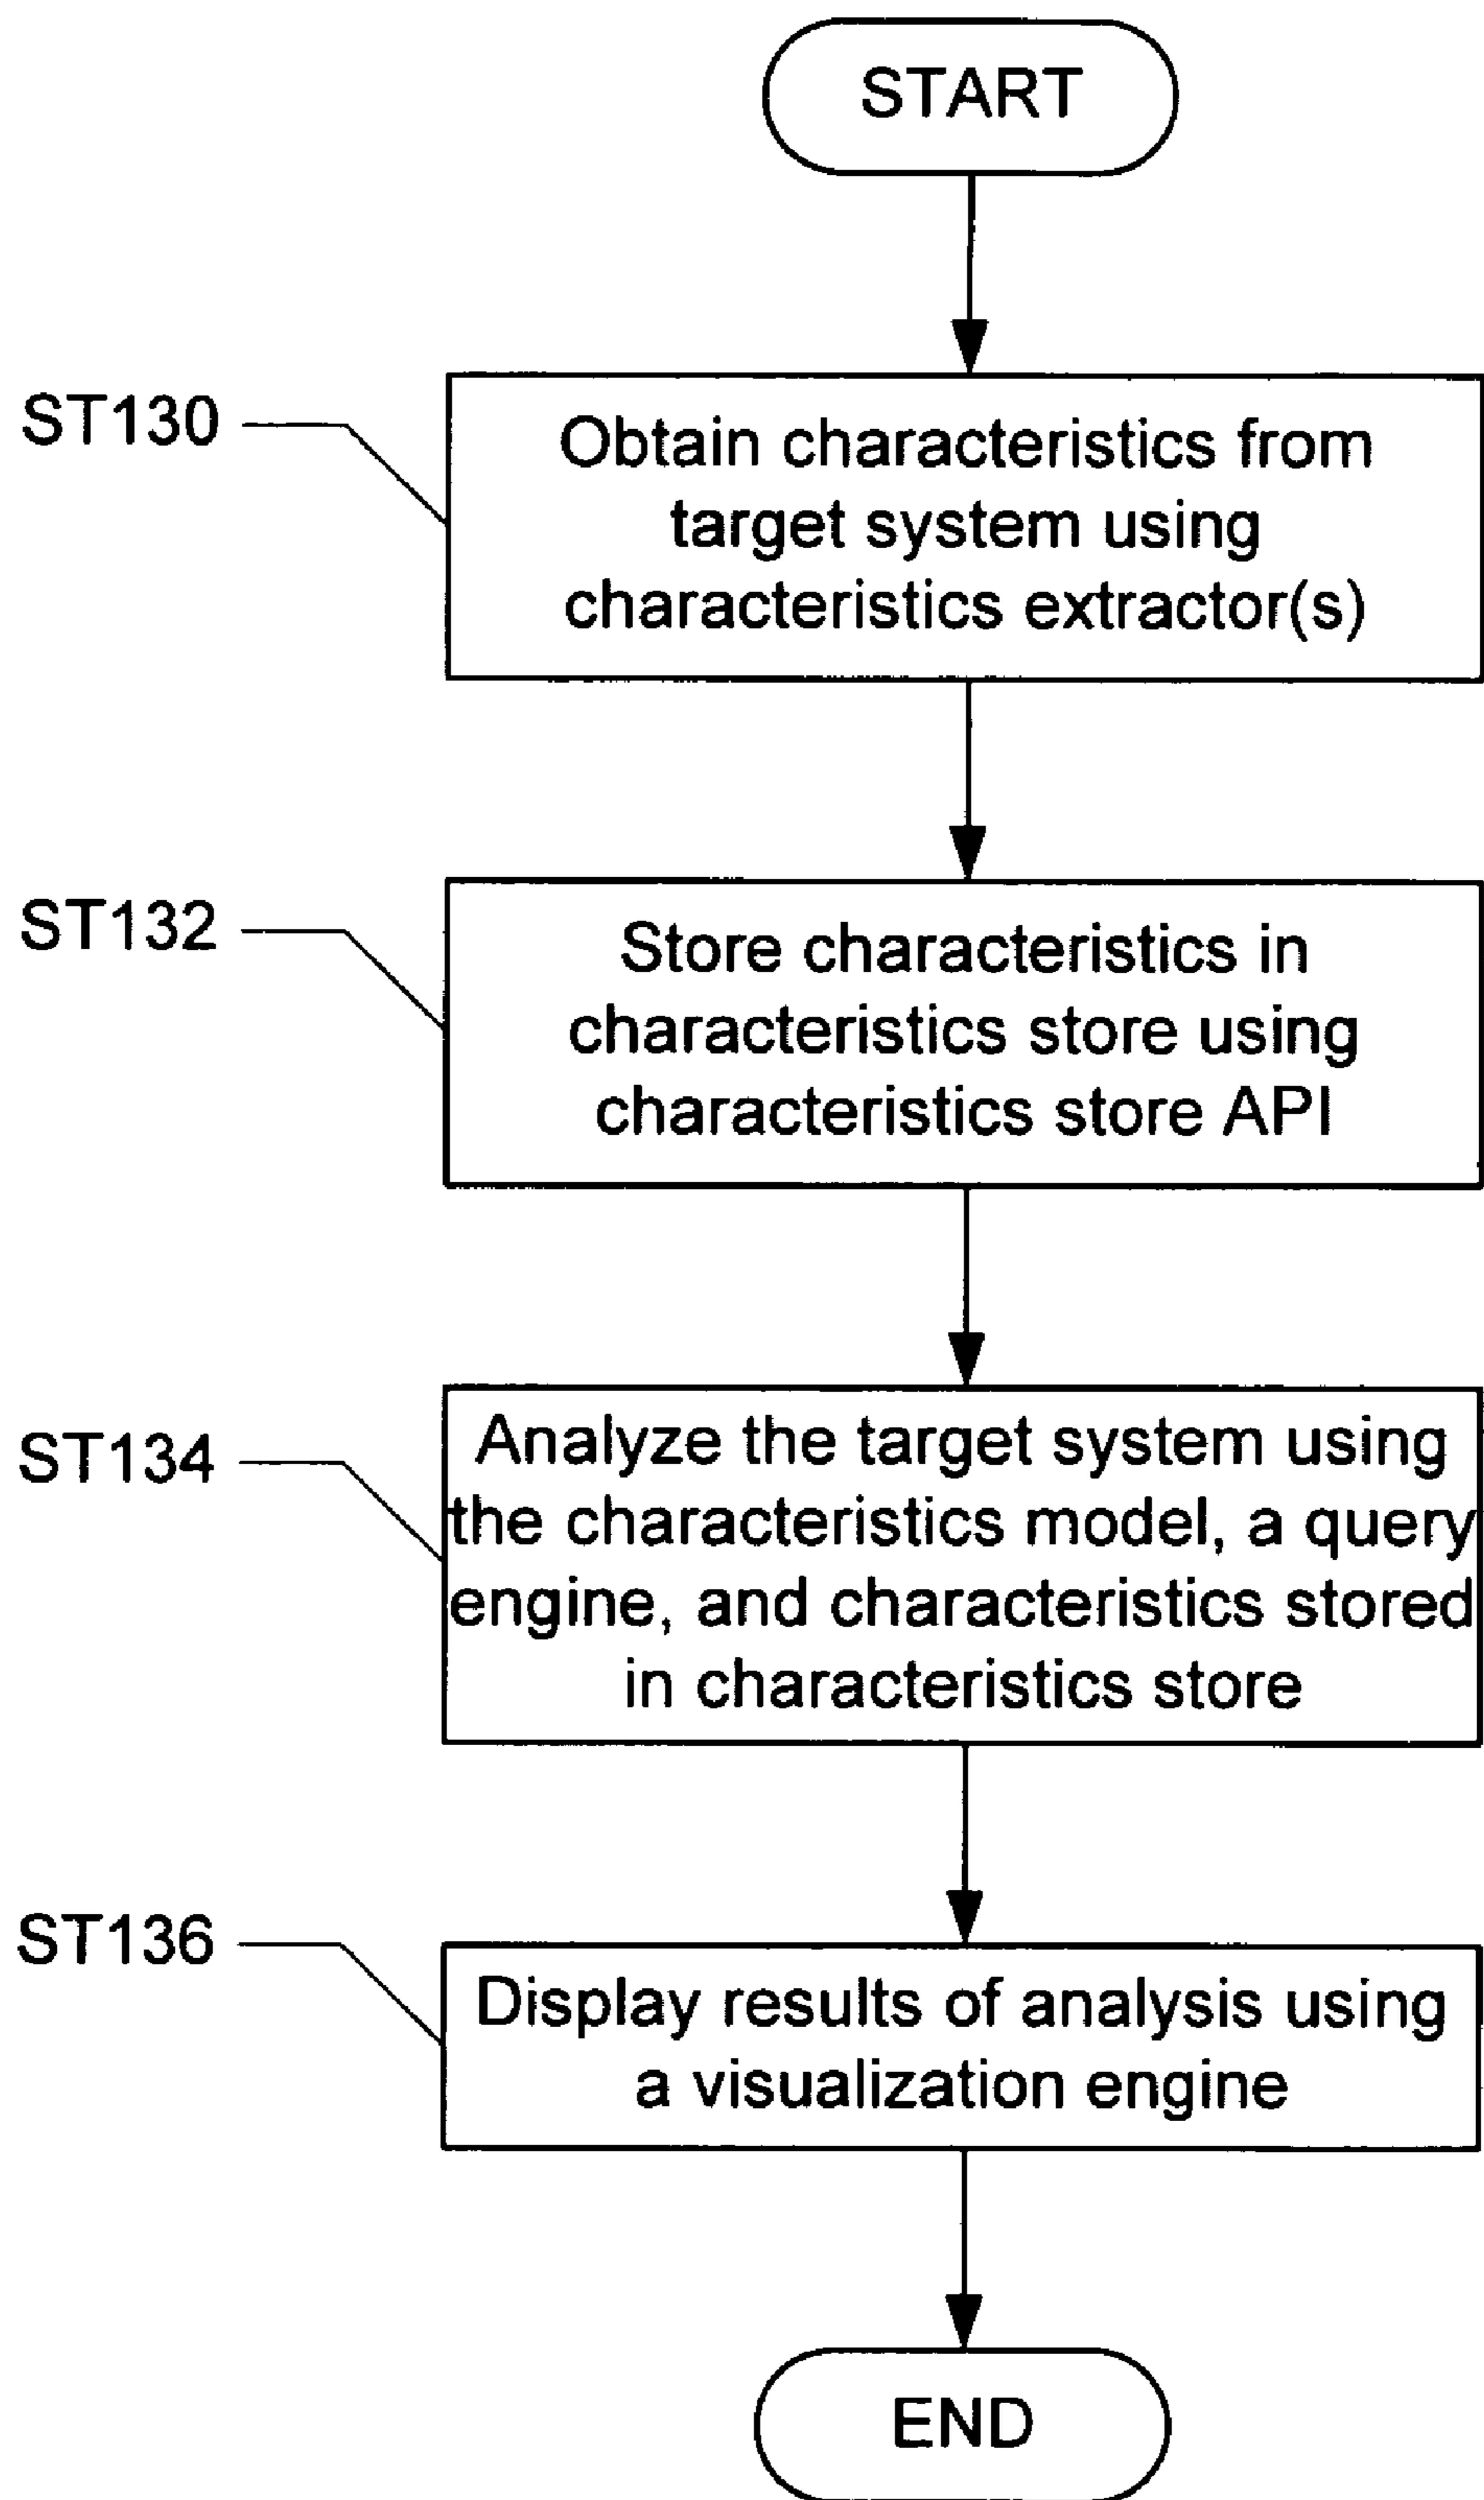 START
ST130
Obtain characteristics from
target system using
characteristics extractor(s)
ST132
Store characteristics in
characteristics store using
characteristics store API
ST134
Analyze the target system using
the characteristics model, a query
engine, and characteristics stored
in characteristics store
ST136
Display results of analysis using
a visualization engine
END